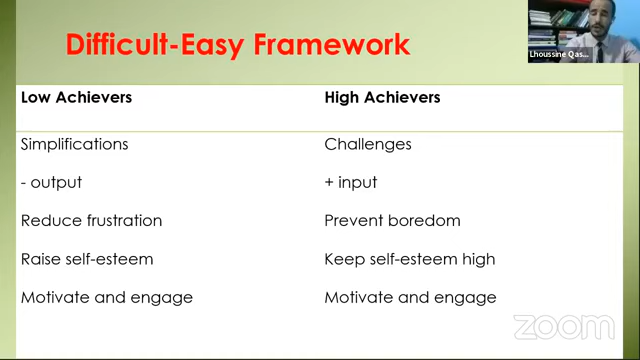 Difficult-Easy Framework
Lhoussine Qas...
Low Achievers
High Achievers
Simplifications
Challenges
- output
+ input
Reduce frustration
Prevent boredom
Raise self-esteem
Keep self-esteem high
Motivate and engage
Motivate and engage
zoom